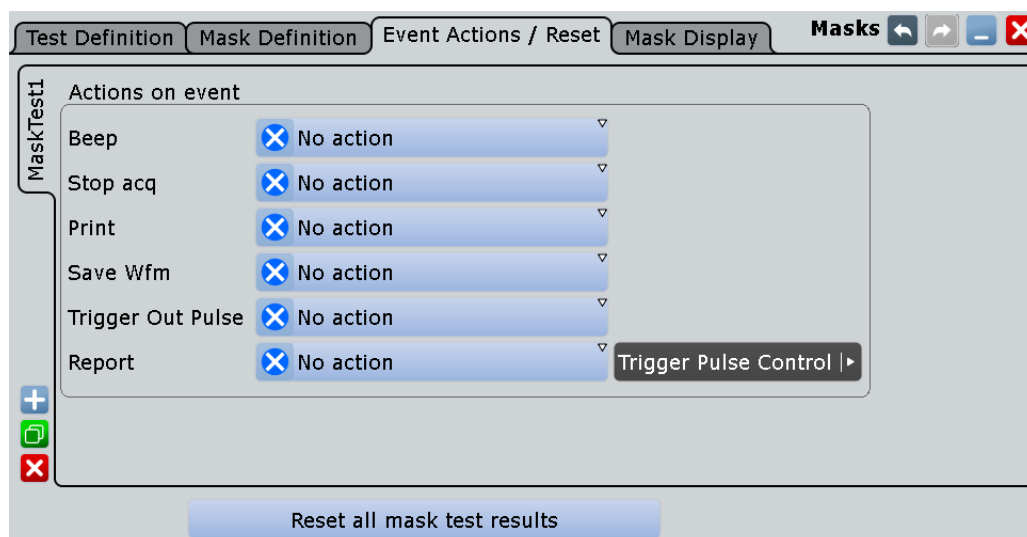 Test Definition Mask Definition Event Actions / Reset Mask Display Masks
MaskTest1
Actions on event
Beep No action
Stop acq No action
Print No action
Save Wfm No action
Trigger Out Pulse No action
Report No action Trigger Pulse Control
Reset all mask test results